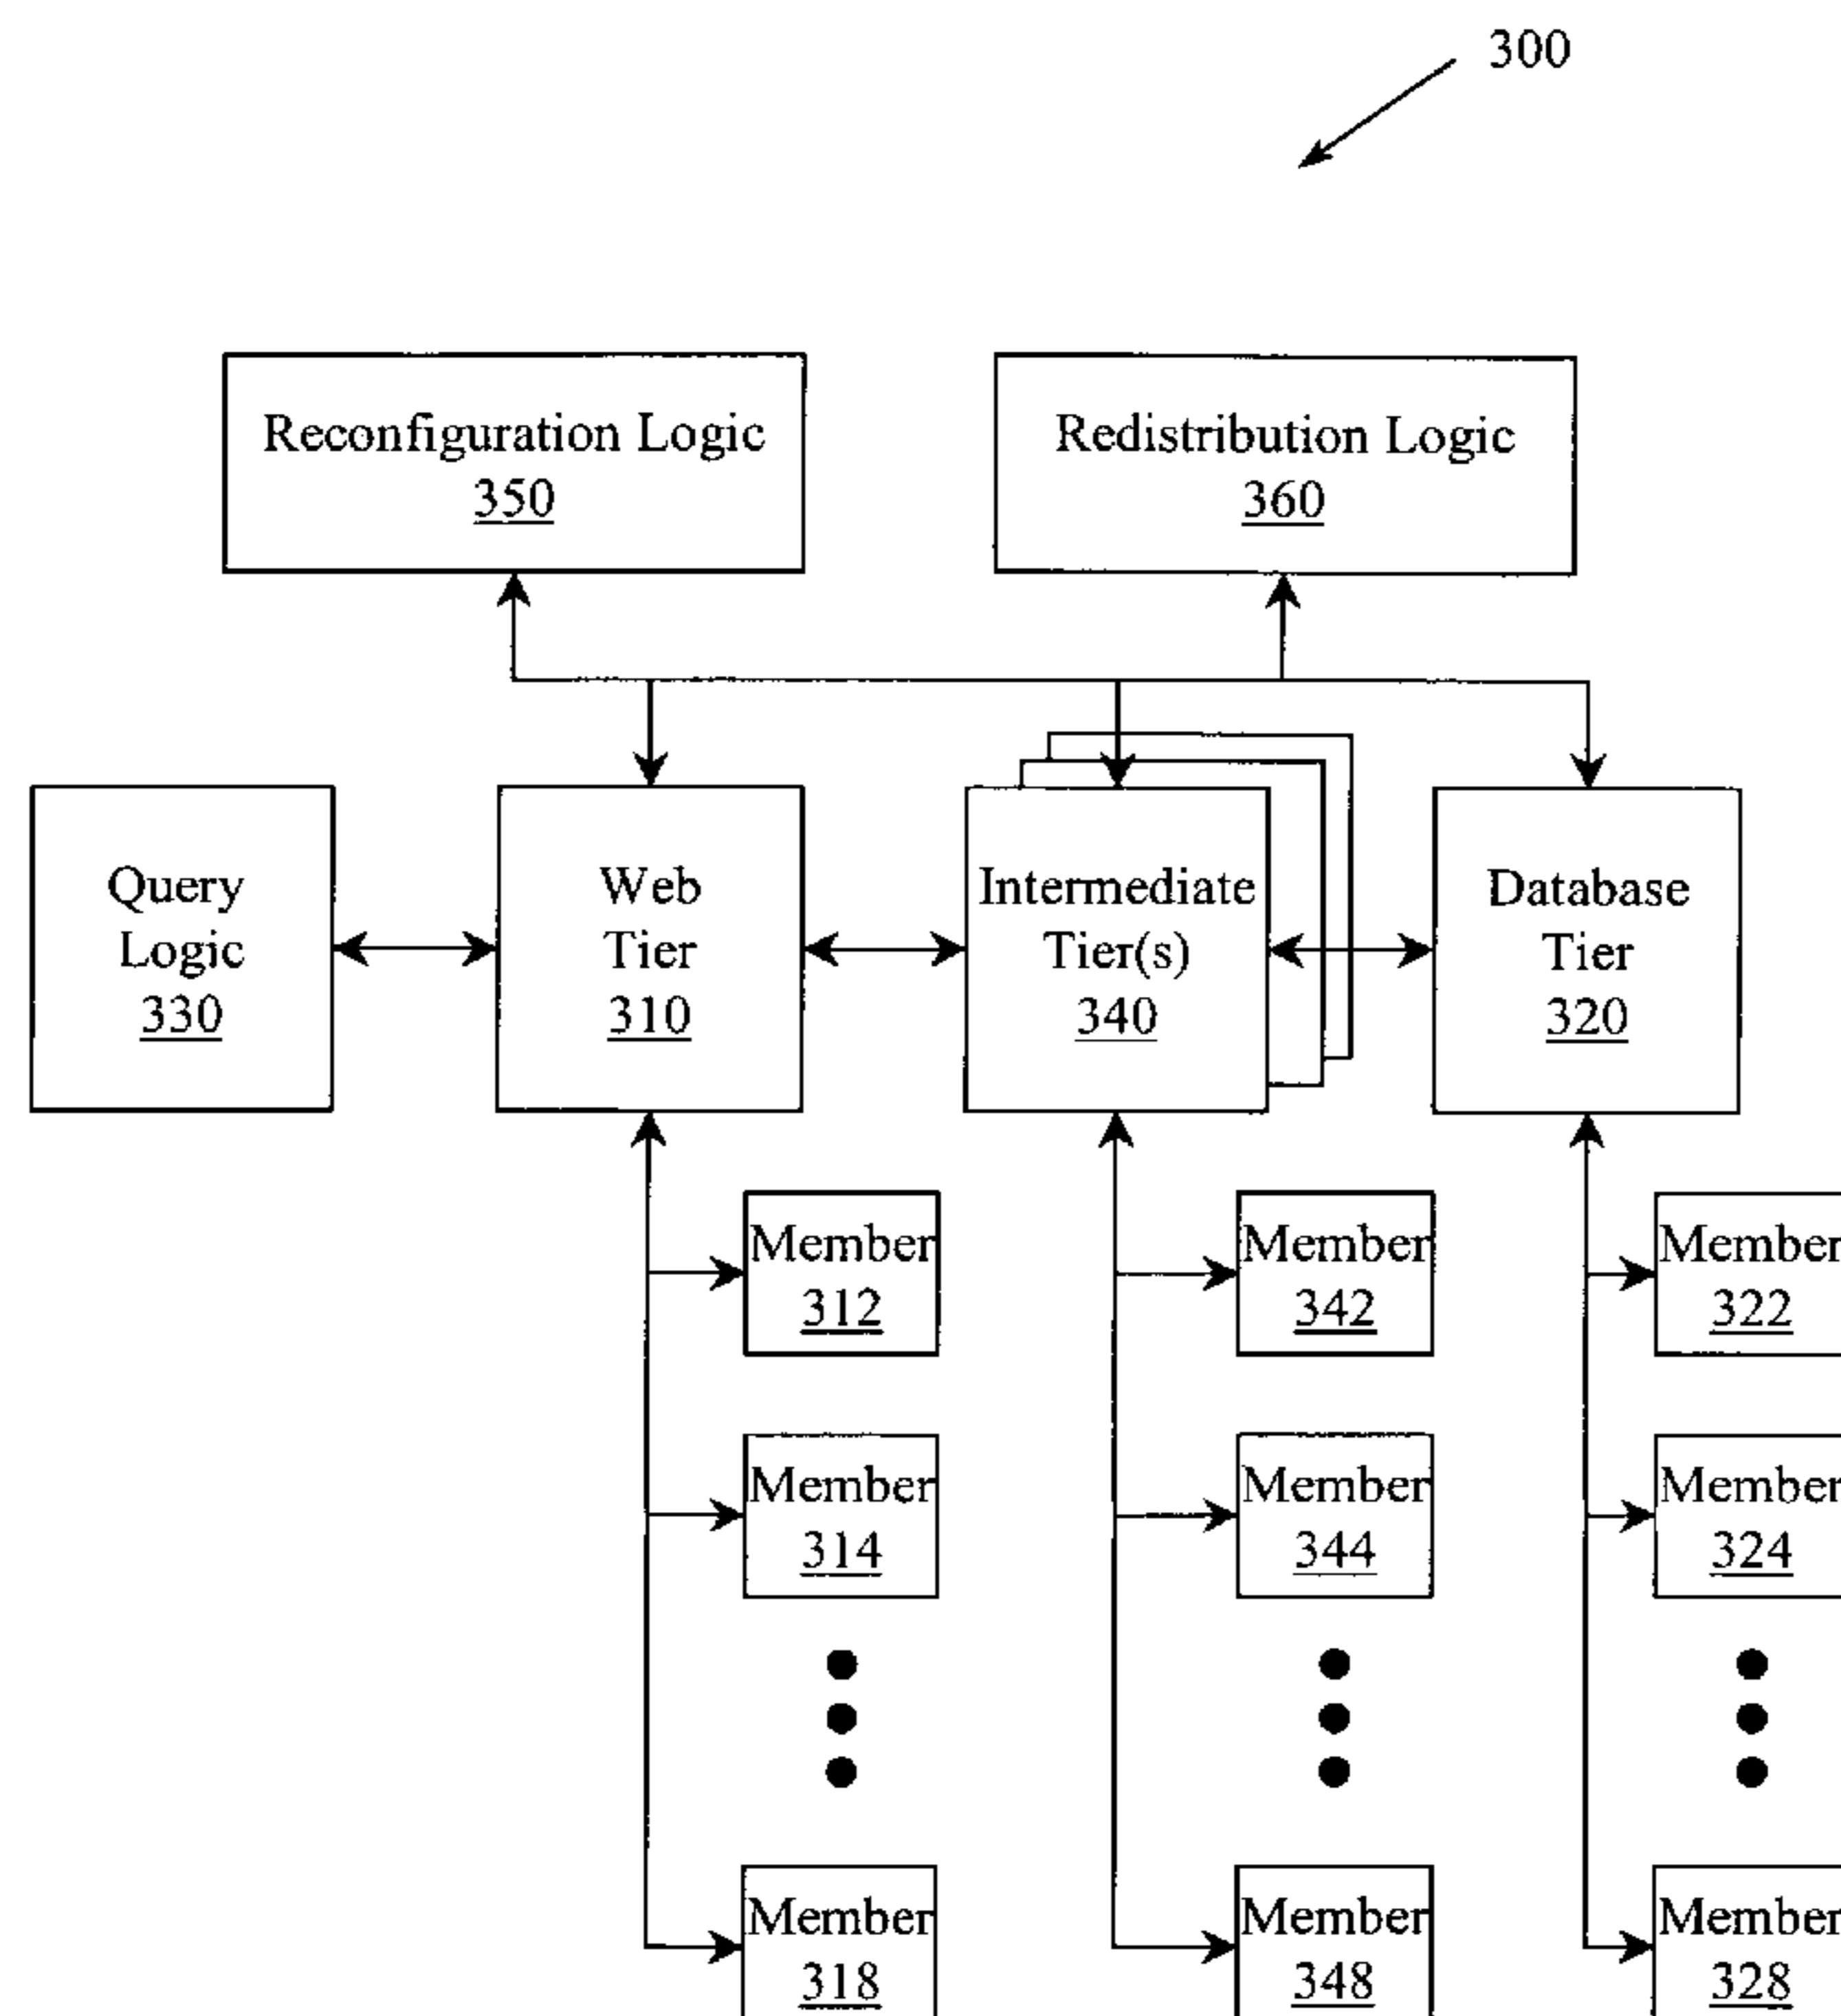 300
Reconfiguration Logic
350
Redistribution Logic
360
Query
Logic
330
Web
Tier
310
Intermediate
Tier(s)
340
Database
Tier
320
Member
312
Member
342
Member
322
Member
314
Member
344
Member
324
Member
318
Member
348
Member
328